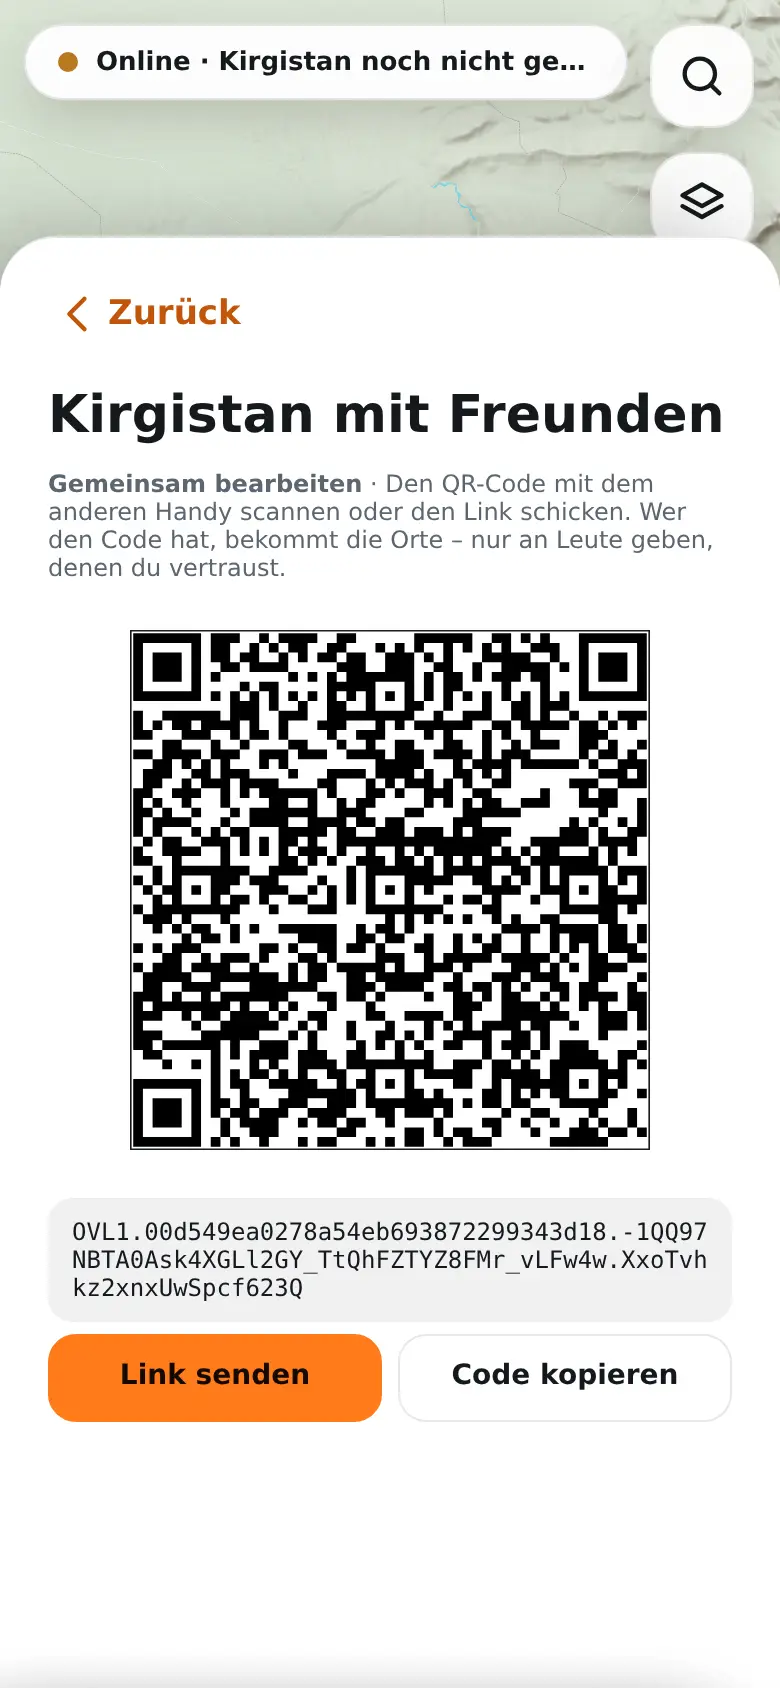 Online · Kirgistan noch nicht ge…
Zurück
Kirgistan mit Freunden
Gemeinsam bearbeiten · Den QR-Code mit dem
anderen Handy scannen oder den Link schicken. Wer
den Code hat, bekommt die Orte – nur an Leute geben,
denen du vertraust.
OVL1.00d549ea0278a54eb693872299343d18.-1QQ97
NBTA0Ask4XGLl2GY_TtQhFZTYZ8FMr_vLFw4w.XxoTvh
kz2xnxUwSpcf623Q
Link senden
Code kopieren